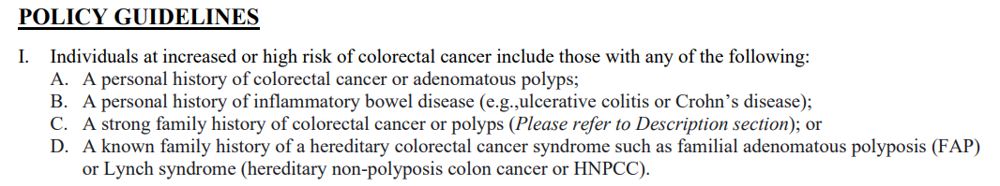 POLICY GUIDELINES
I. Individuals at increased or high risk of colorectal cancer include those with any of the following:
A. A personal history of colorectal cancer or adenomatous polyps;
B. A personal history of inflammatory bowel disease (e.g.,ulcerative colitis or Crohn’s disease);
C. A strong family history of colorectal cancer or polyps (Please refer to Description section); or
D. A known family history of a hereditary colorectal cancer syndrome such as familial adenomatous polyposis (FAP)
or Lynch syndrome (hereditary non-polyposis colon cancer or HNPCC).